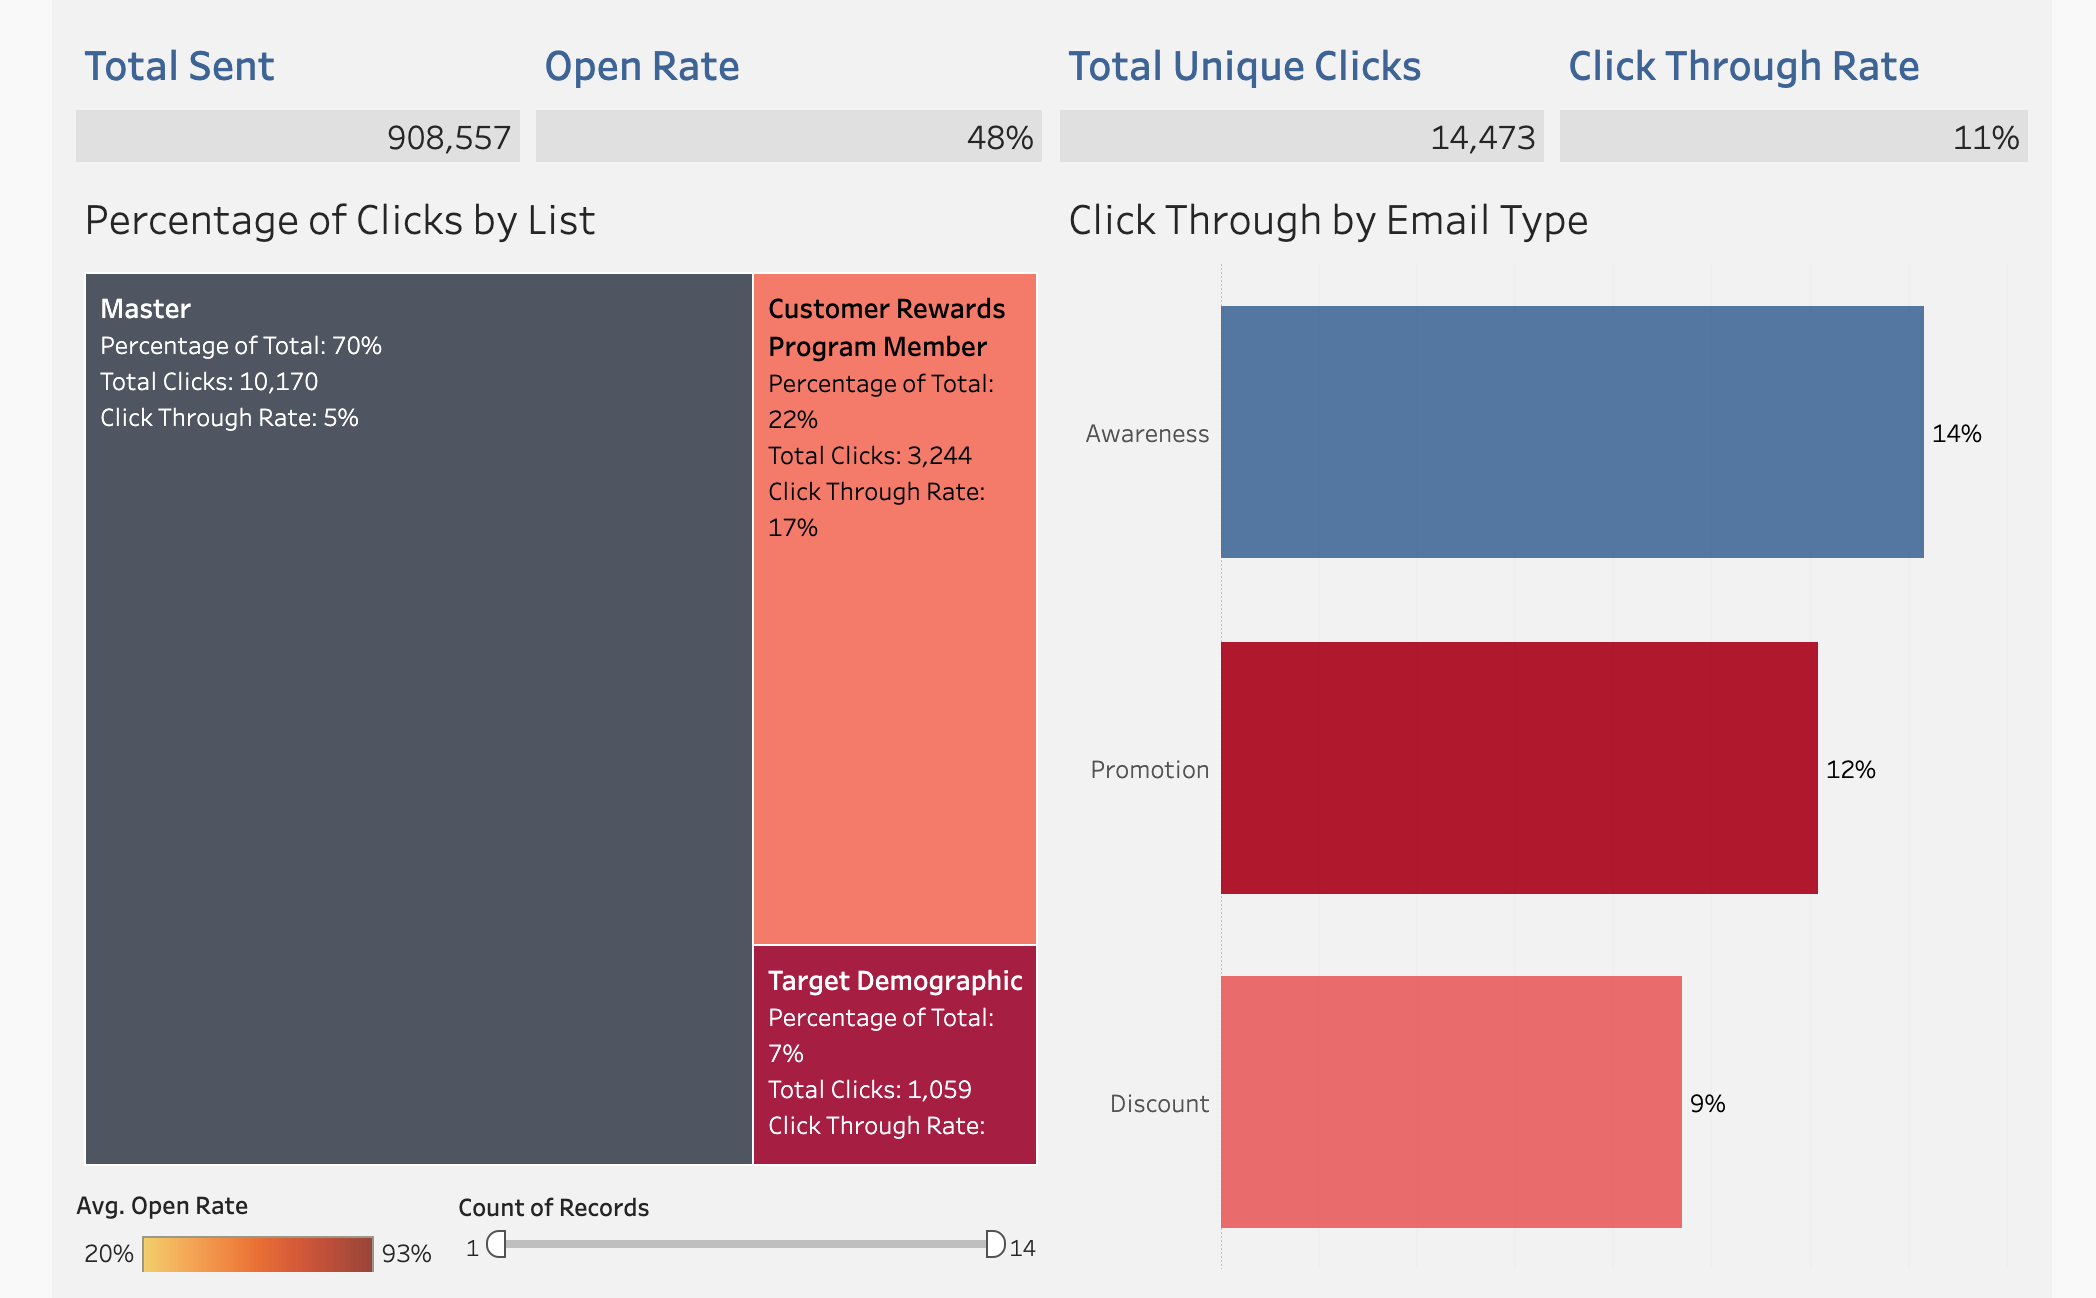 Total Sent
Open Rate
Total Unique Clicks
Click Through Rate
908,557
48%
14,473
11%
Percentage of Clicks by List
Master
Percentage of Total: 70%
Total Clicks: 10,170
Click Through Rate: 5%
Customer Rewards
Program Member
Percentage of Total:
22%
Total Clicks: 3,244
Click Through Rate:
17%
Target Demographic
Percentage of Total:
7%
Total Clicks: 1,059
Click Through Rate:
Avg. Open Rate
20%
93%
Count of Records
1
14
Click Through by Email Type
Awareness
14%
Promotion
12%
Discount
9%